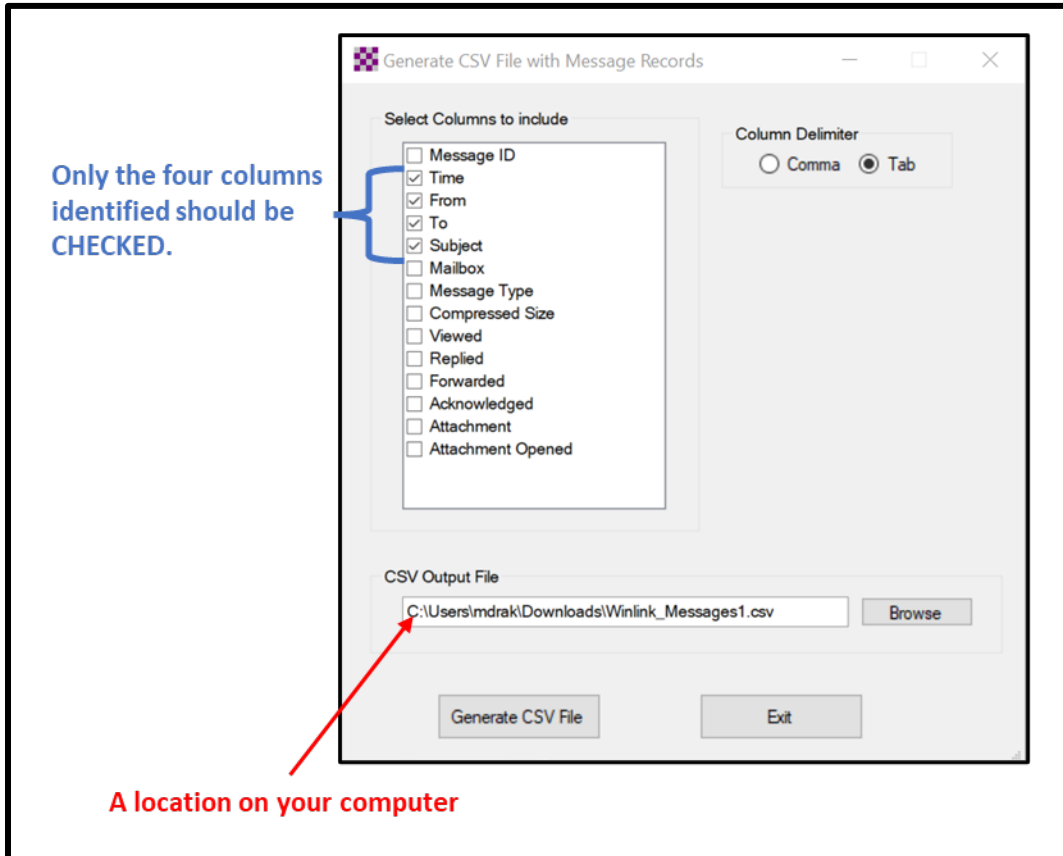 Generate CSV File with Message Records
Only the four columns
identified should be
CHECKED.
Select Columns to include
Message ID
Time
From
To
Subject
Mailbox
Message Type
Compressed Size
Viewed
Replied
Forwarded
Acknowledged
Attachment
Attachment Opened
Column Delimiter
Comma Tab
CSV Output File
C:\Users\mdrak\Downloads\Winlink_Messages1.csv Browse
Generate CSV File Exit
A location on your computer